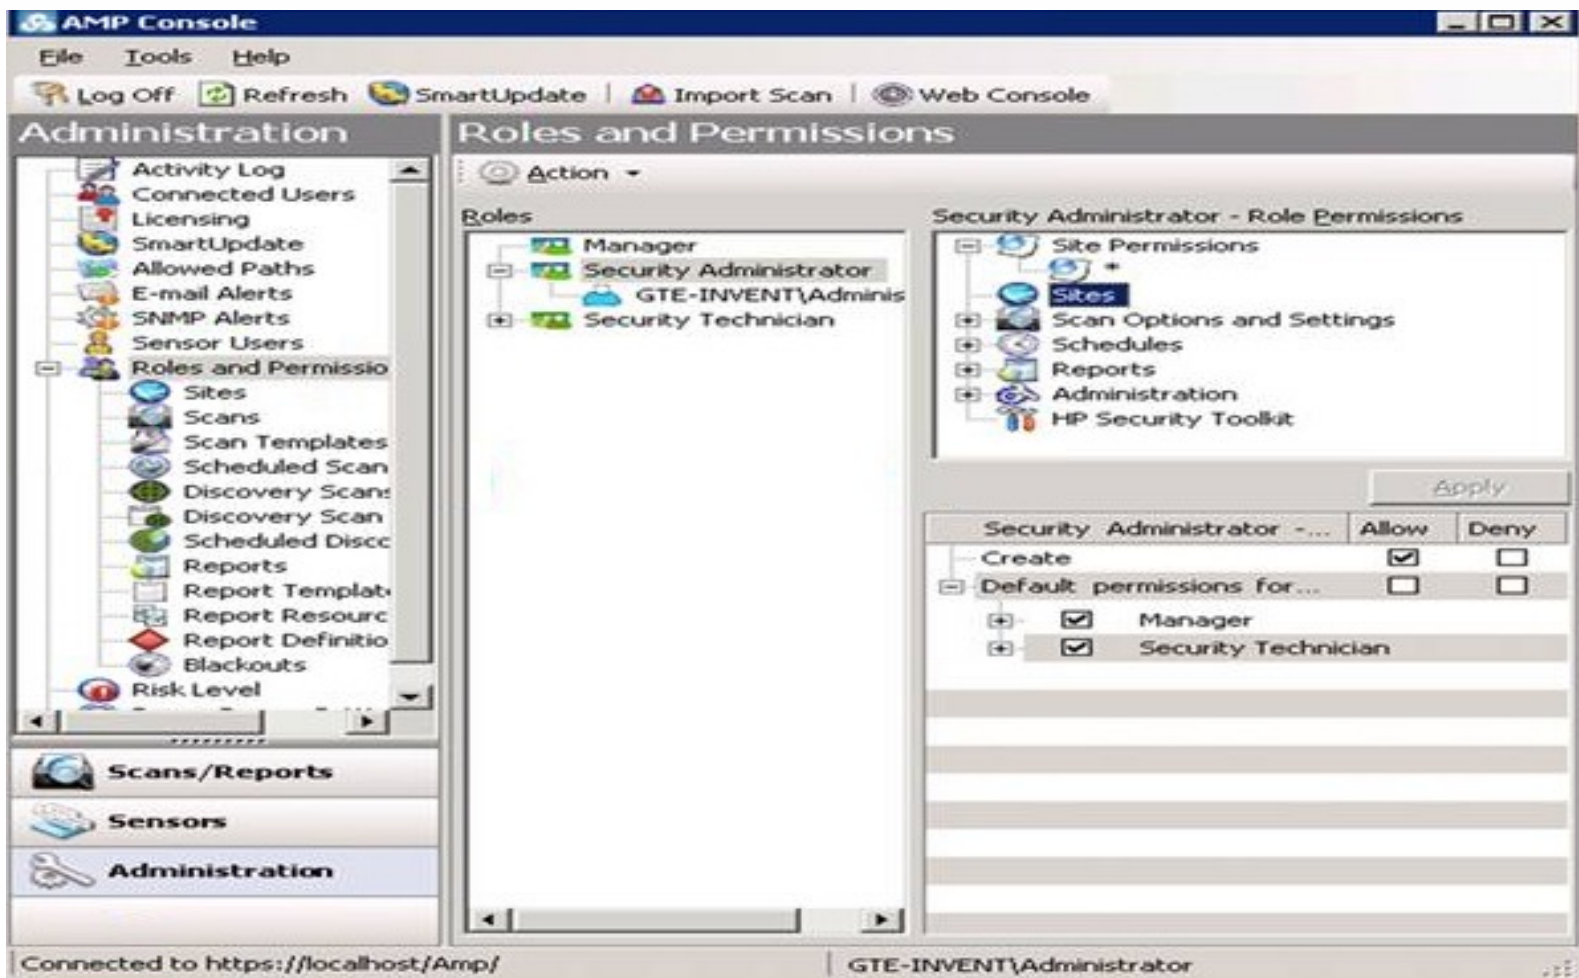 AMP Console
File Tools Help
Log Off Refresh SmartUpdate Import Scan Web Console
Administration
Activity Log
Connected Users
Licensing
SmartUpdate
Allowed Paths
E-mail Alerts
SNMP Alerts
Sensor Users
Roles and Permissio
Sites
Scans
Scan Templates
Scheduled Scan
Discovery Scans
Discovery Scan
Scheduled Discc
Reports
Report Templat
Report Resourc
Report Definitio
Blackouts
Risk Level
Scans/Reports
Sensors
Administration
Roles and Permissions
Action
Roles
Manager
Security Administrator
GTE-INVENT\Adminis
Security Technician
Security Administrator - Role Permissions
Site Permissions
*
Sites
Scan Options and Settings
Schedules
Reports
Administration
HP Security Toolkit
Apply
Security Administrator -... Allow Deny
Create
Default permissions for...
Manager
Security Technician
Connected to https://localhost/Amp/ GTE-INVENT\Administrator